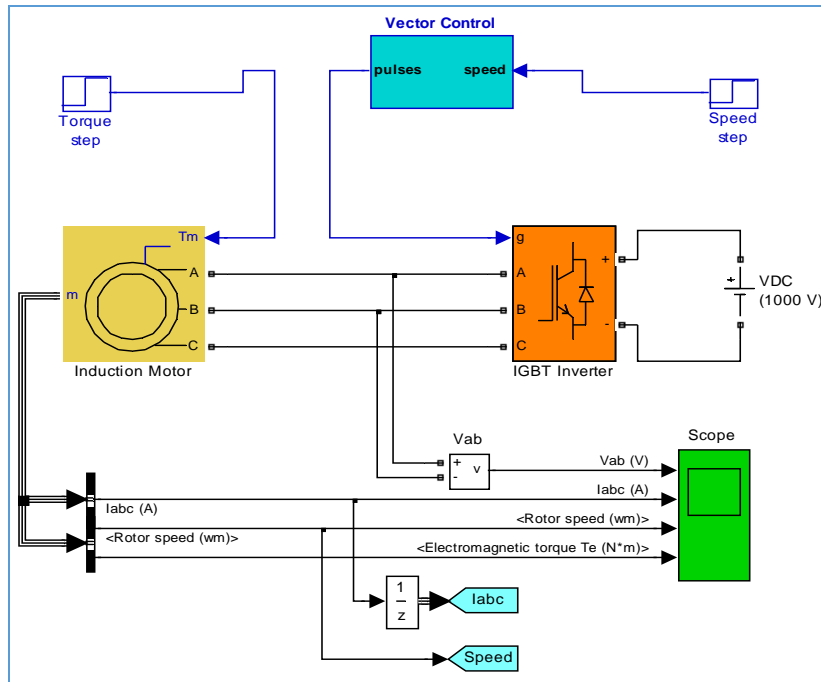 Vector Control
pulses speed
Torque
step
Speed
step
Tm
g
m
A
B
C
A
B
C
+
-
+
VDC
(1000 V)
Induction Motor
IGBT Inverter
Vab
+
-
v
Scope
Vab (V)
Iabc (A)
Iabc (A)
<Rotor speed (wm)>
<Rotor speed (wm)>
<Electromagnetic torque Te (N*m)>
1
z
Iabc
Speed